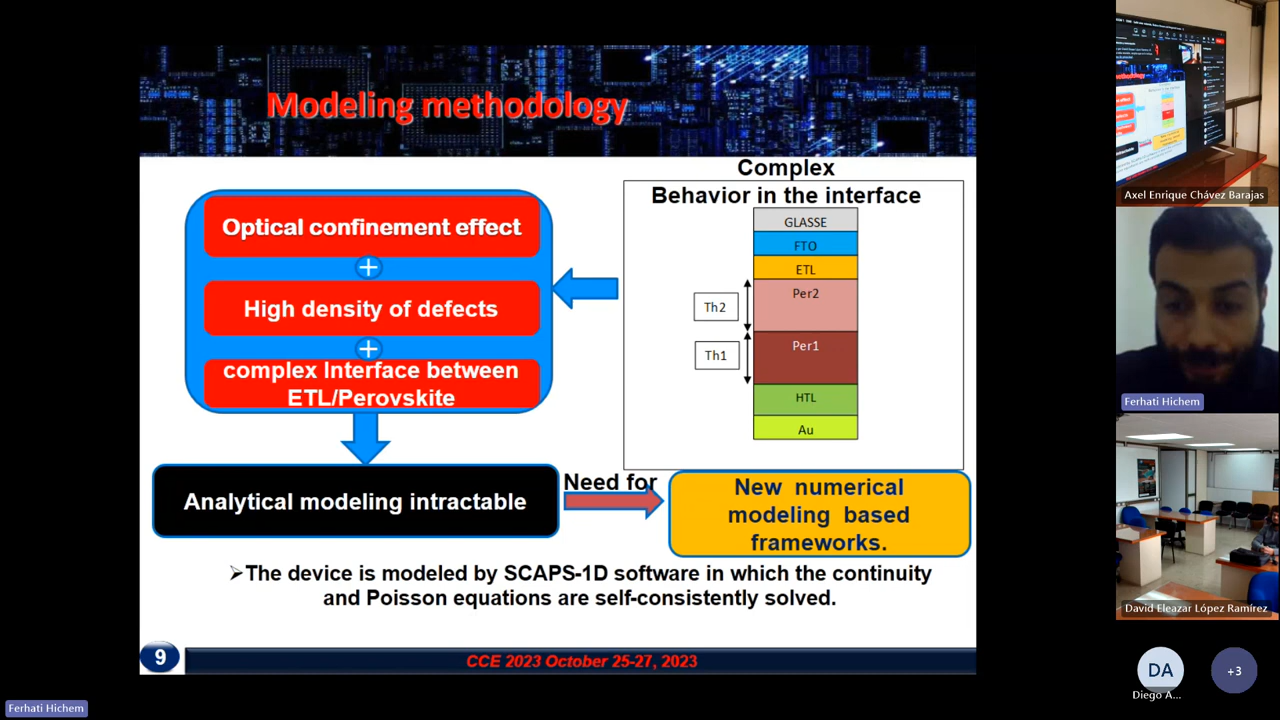 Modeling methodology
Complex
Behavior in the interface
Optical confinement effect
+
High density of defects
+
complex Interface between
ETL/Perovskite
GLASSE
FTO
ETL
Per2
Th2
Per1
Th1
HTL
Au
Analytical modeling intractable
Need for
New numerical
modeling based
frameworks.
➢The device is modeled by SCAPS-1D software in which the continuity
and Poisson equations are self-consistently solved.
9
CCE 2023 October 25-27, 2023
Ferhati Hichem
Axel Enrique Chávez Barajas
Ferhati Hichem
David Eleazar López Ramírez
DA
Diego A...
+3